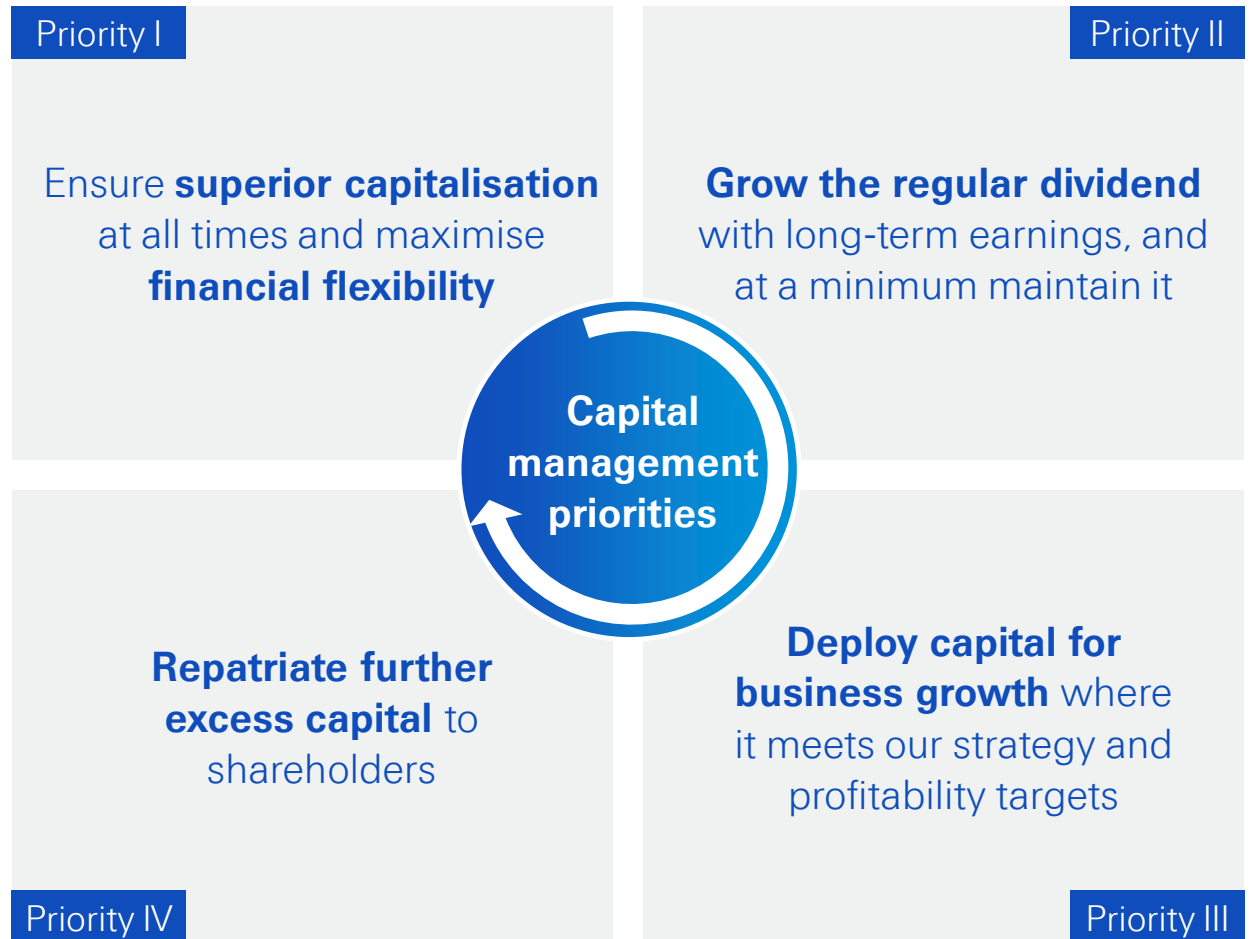 Priority I
Ensure superior capitalisation
at all times and maximise
financial flexibility
Priority II
Grow the regular dividend
with long-term earnings, and
at a minimum maintain it
Capital
management
priorities
Deploy capital for
business growth where
it meets our strategy and
profitability targets
Priority III
Repatriate further
excess capital to
shareholders
Priority IV